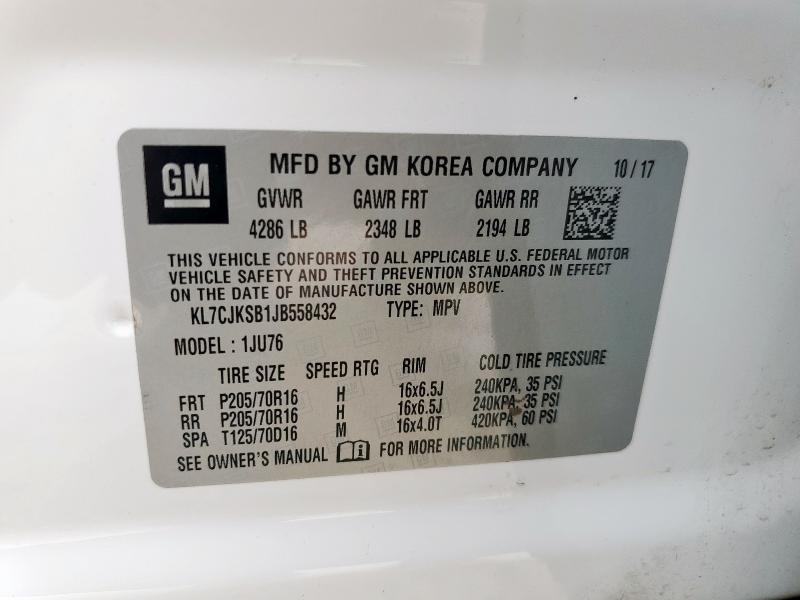 GM MFD BY GM KOREA COMPANY 10/17
GVWR GAWR FRT GAWR RR
4286 LB 2348 LB 2194 LB
THIS VEHICLE CONFORMS TO ALL APPLICABLE U.S. FEDERAL MOTOR
VEHICLE SAFETY AND THEFT PREVENTION STANDARDS IN EFFECT
ON THE DATE OF MANUFACTURE SHOWN ABOVE.
KL7CJKSB1JB558432 TYPE: MPV
MODEL : 1JU76
TIRE SIZE SPEED RTG RIM COLD TIRE PRESSURE
FRT P205/70R16 H 16x6.5J 240KPA, 35 PSI
RR P205/70R16 H 16x6.5J 240KPA, 35 PSI
SPA T125/70D16 M 16x4.0T 420KPA, 60 PSI
SEE OWNER'S MANUAL FOR MORE INFORMATION.